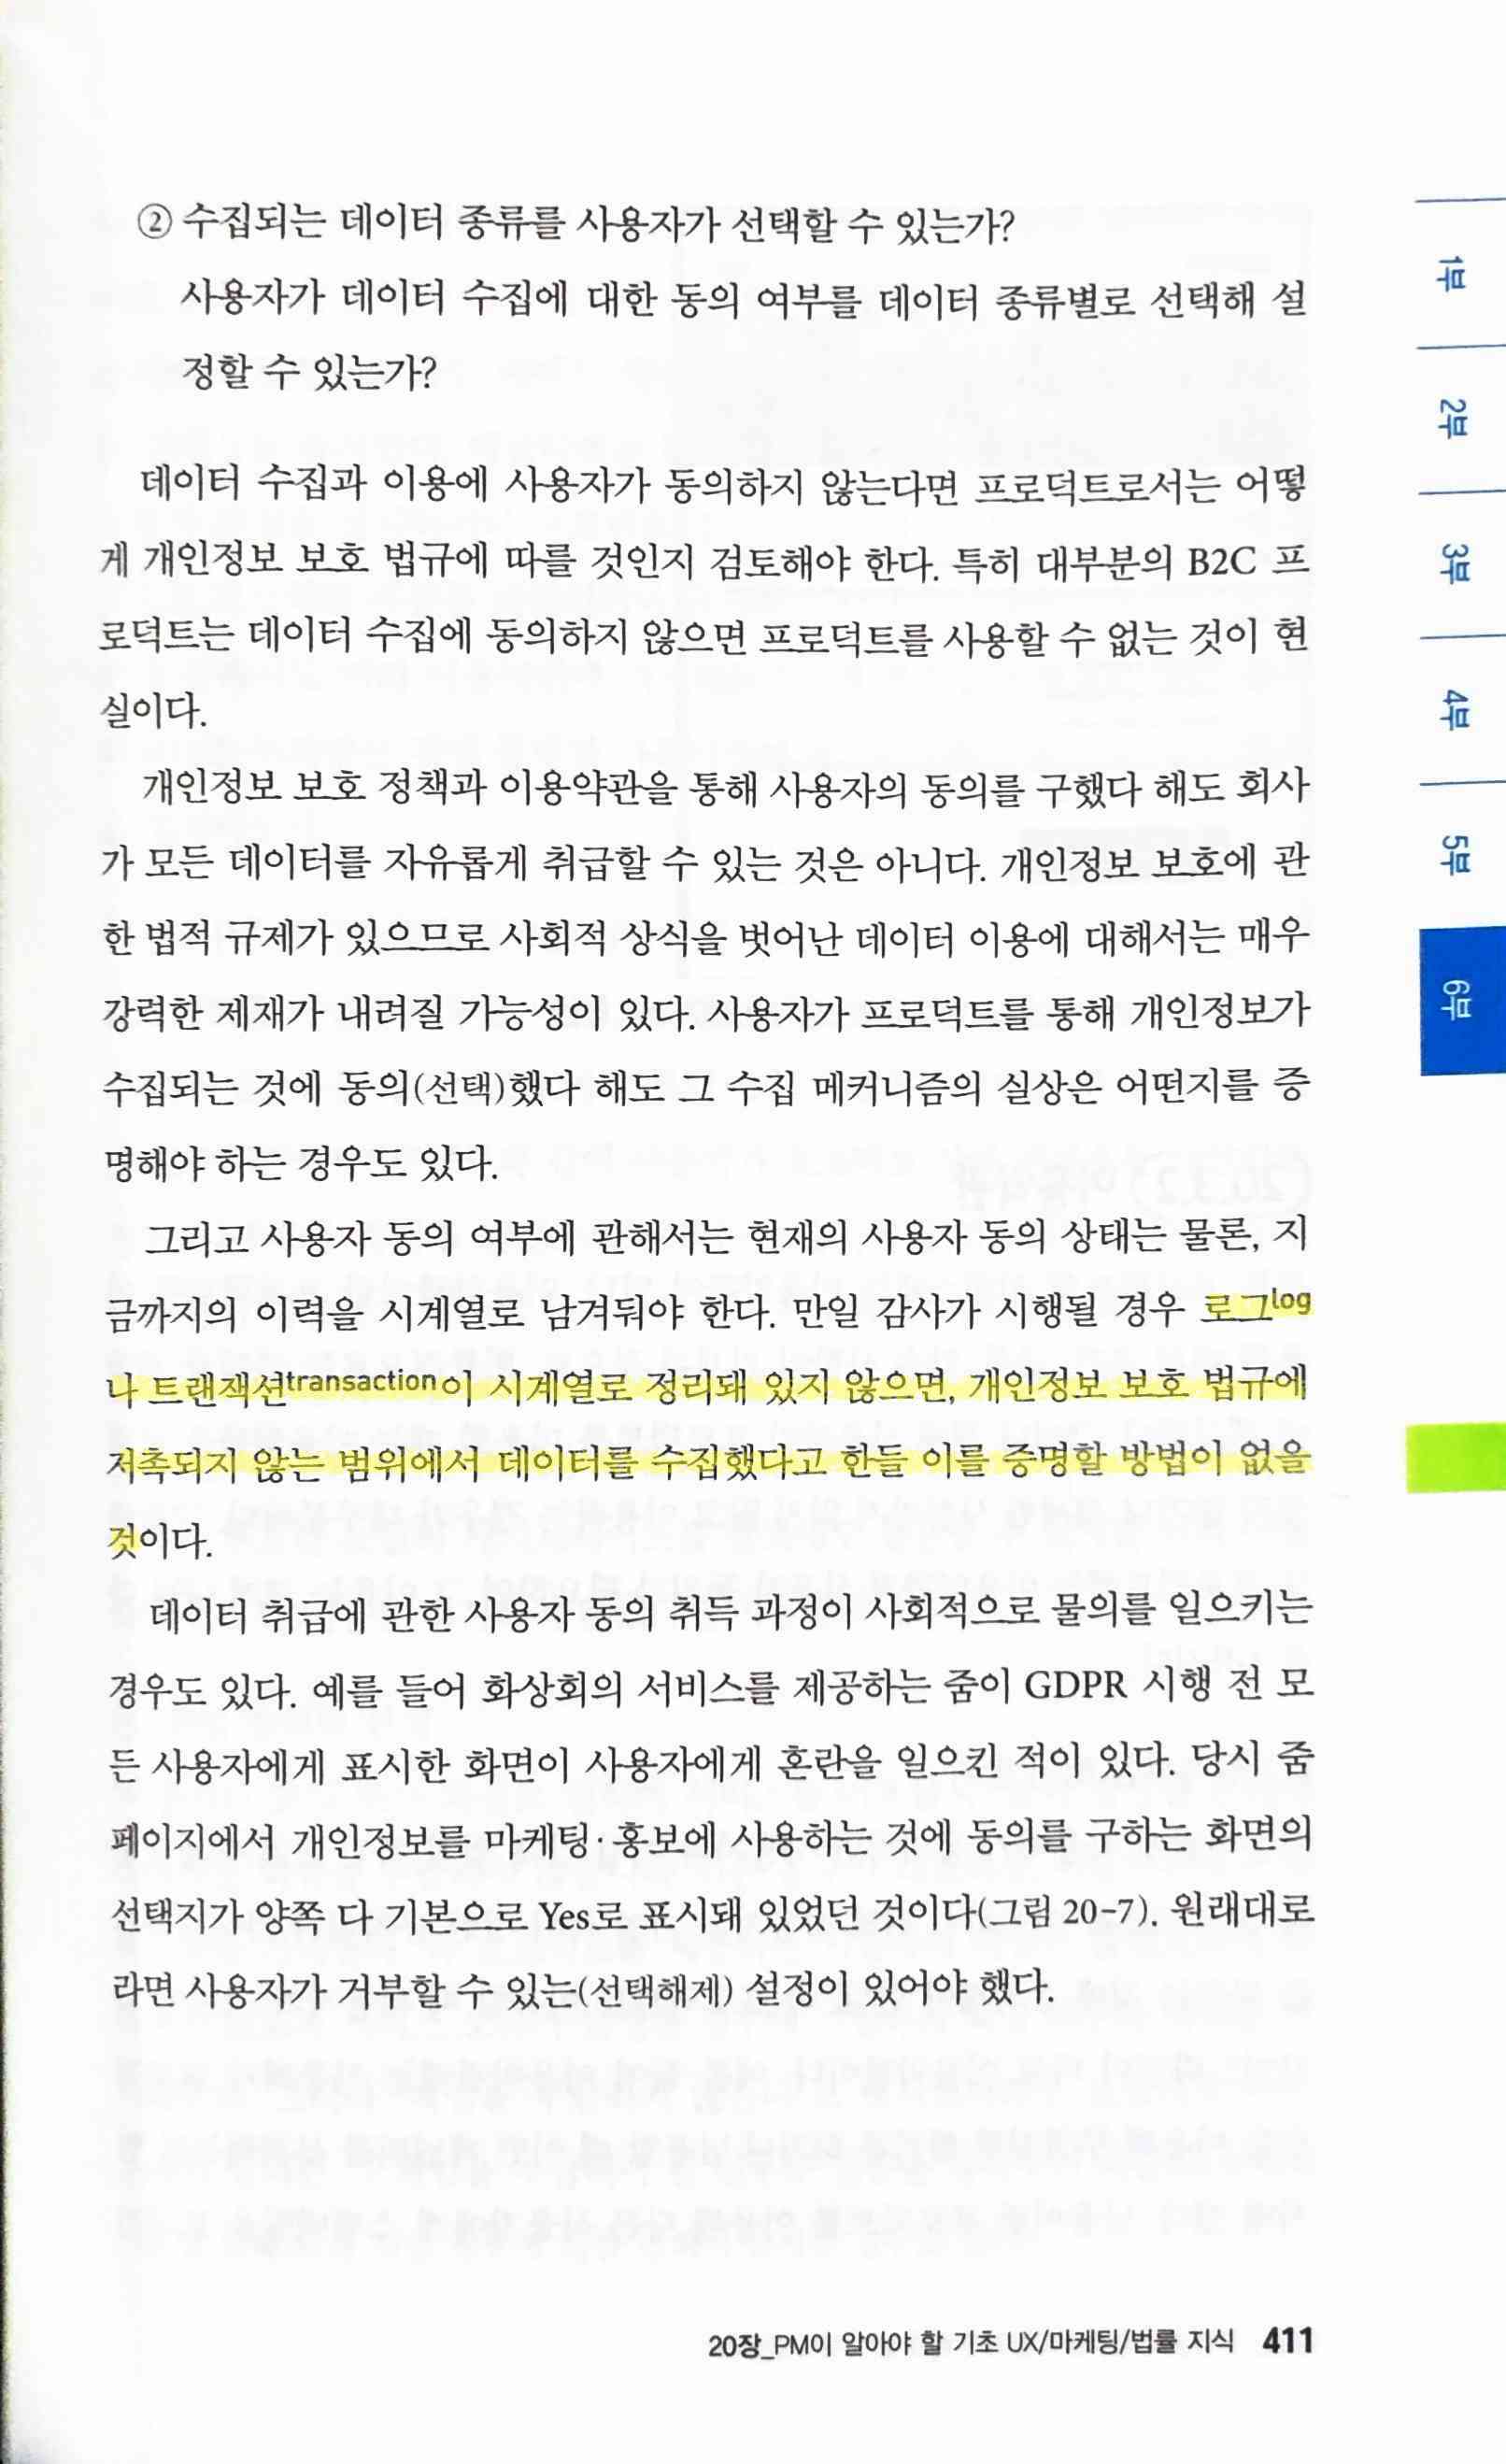 ② 수집되는 데이터 종류를 사용자가 선택할 수 있는가?
사용자가 데이터 수집에 대한 동의 여부를 데이터 종류별로 선택해 설
정할 수 있는가?
데이터 수집과 이용에 사용자가 동의하지 않는다면 프로덕트로서는 어떻
게 개인정보 보호 법규에 따를 것인지 검토해야 한다. 특히 대부분의 B2C 프
로덕트는 데이터 수집에 동의하지 않으면 프로덕트를 사용할 수 없는 것이 현
실이다.
개인정보 보호 정책과 이용약관을 통해 사용자의 동의를 구했다 해도 회사
가 모든 데이터를 자유롭게 취급할 수 있는 것은 아니다. 개인정보 보호에 관
한 법적 규제가 있으므로 사회적 상식을 벗어난 데이터 이용에 대해서는 매우
강력한 제재가 내려질 가능성이 있다. 사용자가 프로덕트를 통해 개인정보가
수집되는 것에 동의(선택)했다 해도 그 수집 메커니즘의 실상은 어떤지를 증
명해야 하는 경우도 있다.
그리고 사용자 동의 여부에 관해서는 현재의 사용자 동의 상태는 물론, 지
금까지의 이력을 시계열로 남겨둬야 한다. 만일 감사가 시행될 경우 로그log
나 트랜잭션transaction이 시계열로 정리돼 있지 않으면, 개인정보 보호 법규에
저촉되지 않는 범위에서 데이터를 수집했다고 한들 이를 증명할 방법이 없을
것이다.
데이터 취급에 관한 사용자 동의 취득 과정이 사회적으로 물의를 일으키는
경우도 있다. 예를 들어 화상회의 서비스를 제공하는 줌이 GDPR 시행 전 모
든 사용자에게 표시한 화면이 사용자에게 혼란을 일으킨 적이 있다. 당시 줌
페이지에서 개인정보를 마케팅·홍보에 사용하는 것에 동의를 구하는 화면의
선택지가 양쪽 다 기본으로 Yes로 표시돼 있었던 것이다(그림 20-7). 원래대로
라면 사용자가 거부할 수 있는(선택해제) 설정이 있어야 했다.
20장_PM이 알아야 할 기초 UX/마케팅/법률 지식 411
1부
2부
3부
4부
5부
6부